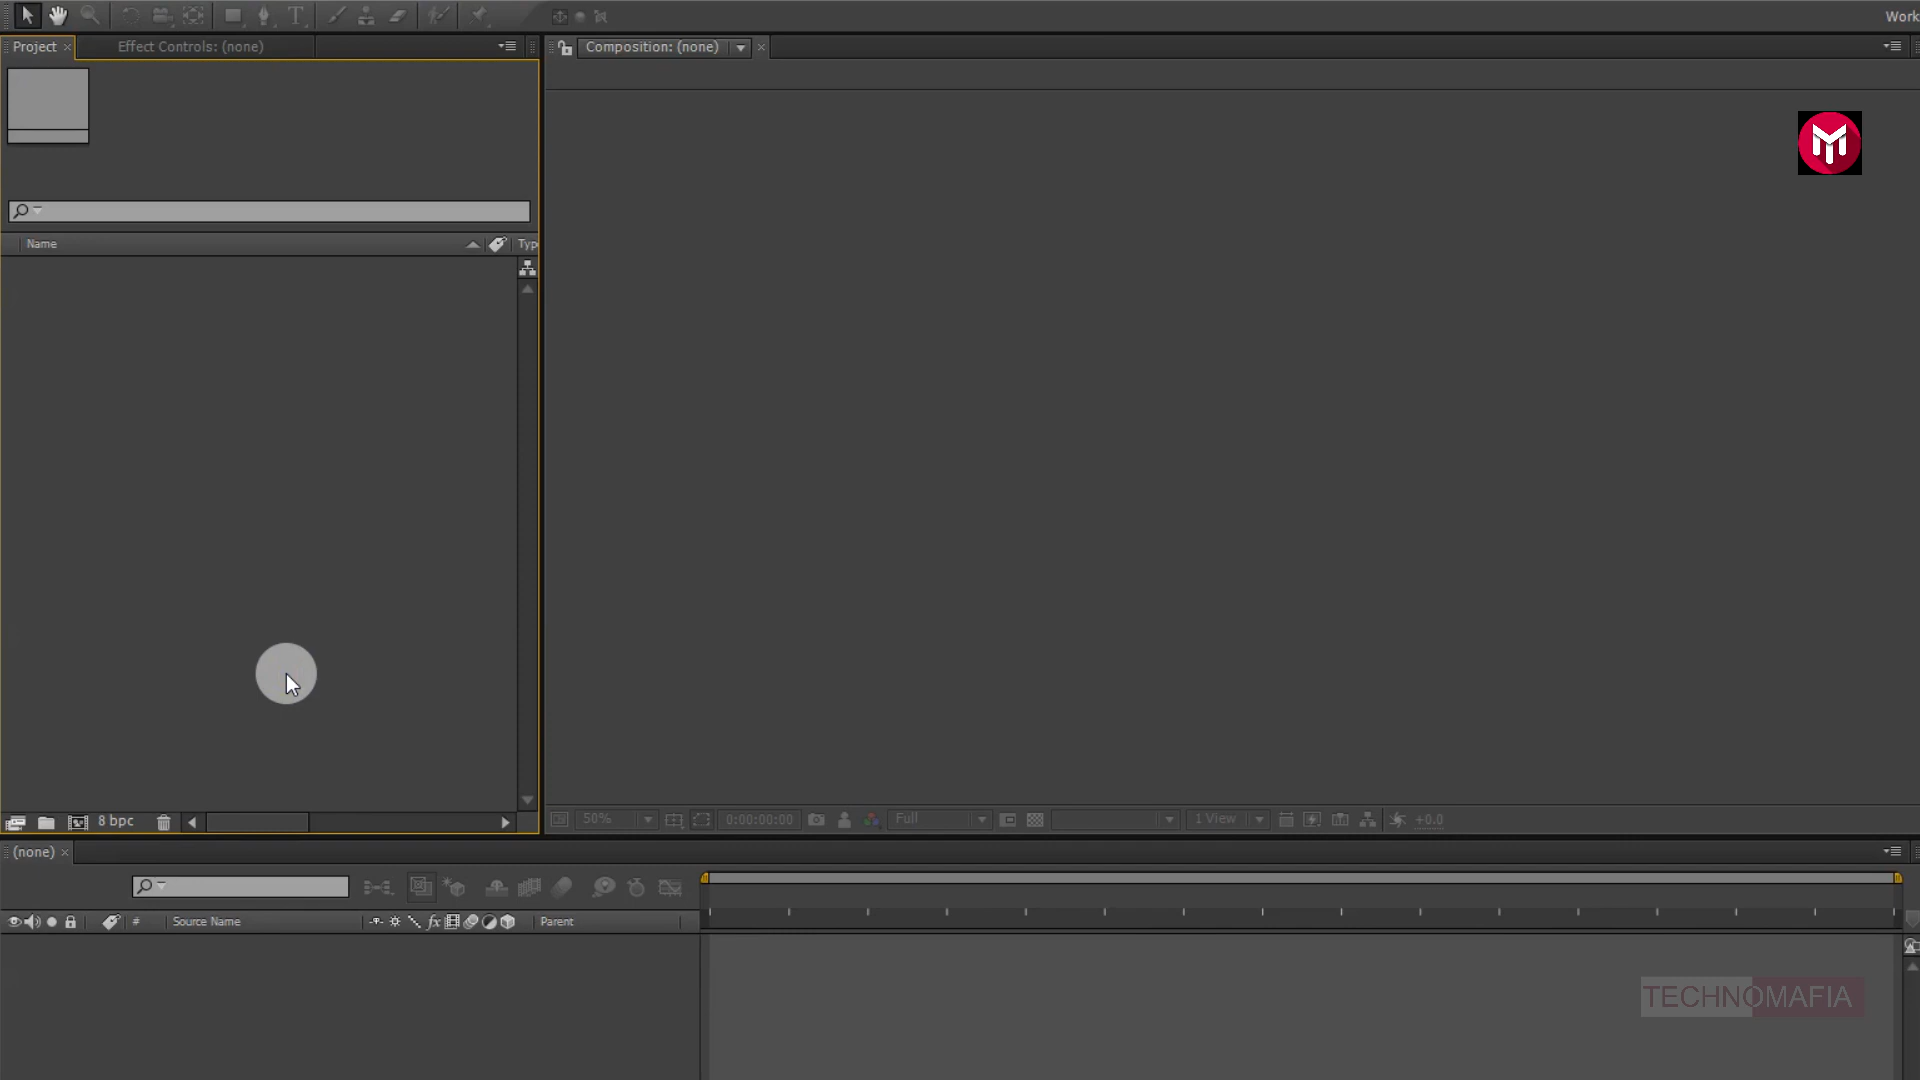 Work
Project
Effect Controls: (none)
Composition: (none)
Name
Typ
8 bpc
50%
0:00:00:00
Full
1 View
+0.0
(none)
#
Source Name
fx
Parent
TECHNOMAFIA